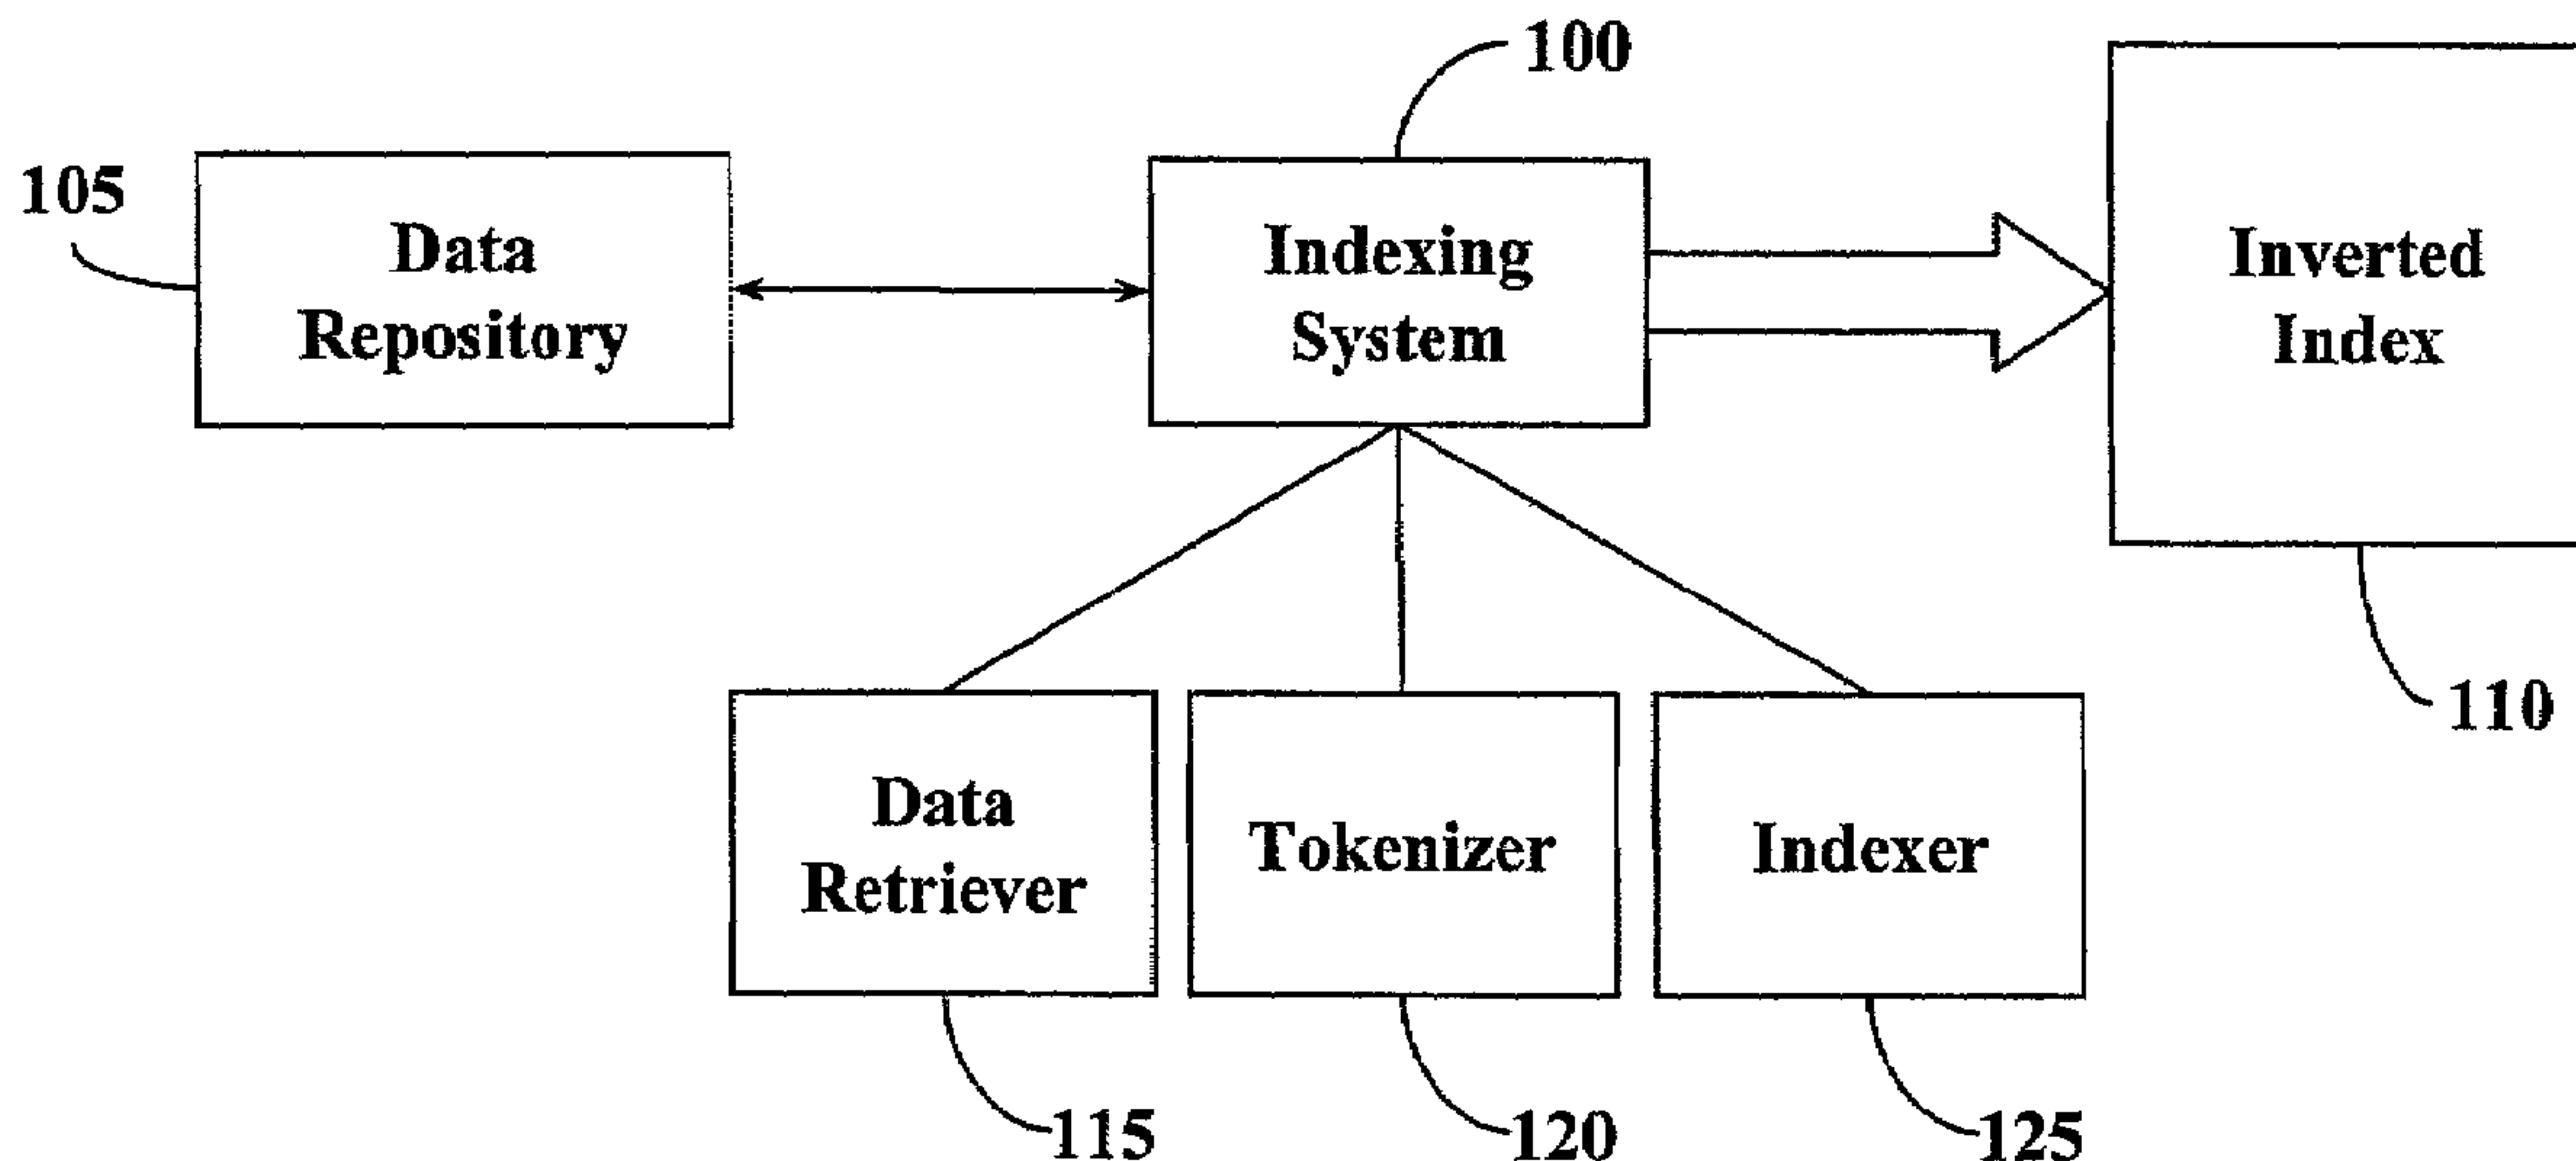 100
105
Data
Repository
Indexing
System
Inverted
Index
110
Data
Retriever
Tokenizer
Indexer
115
120
125